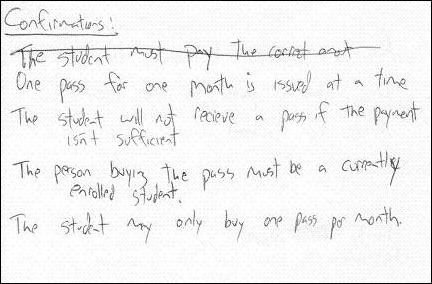 Confirmations:
The student must pay the corret amot
One pass for one month is issued at a time
The student will not recieve a pass if the payment
isn't sufficient
The person buying the pass must be a currently
enrolled student.
The student may only buy one pass per month.